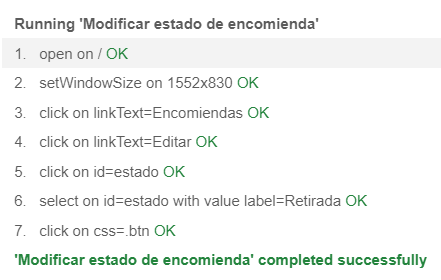 Running 'Modificar estado de encomienda'
1. open on / OK
2. setWindowSize on 1552x830 OK
3. click on linkText=Encomiendas OK
4. click on linkText=Editar OK
5. click on id=estado OK
6. select on id=estado with value label=Retirada OK
7. click on css=.btn OK
'Modificar estado de encomienda' completed successfully